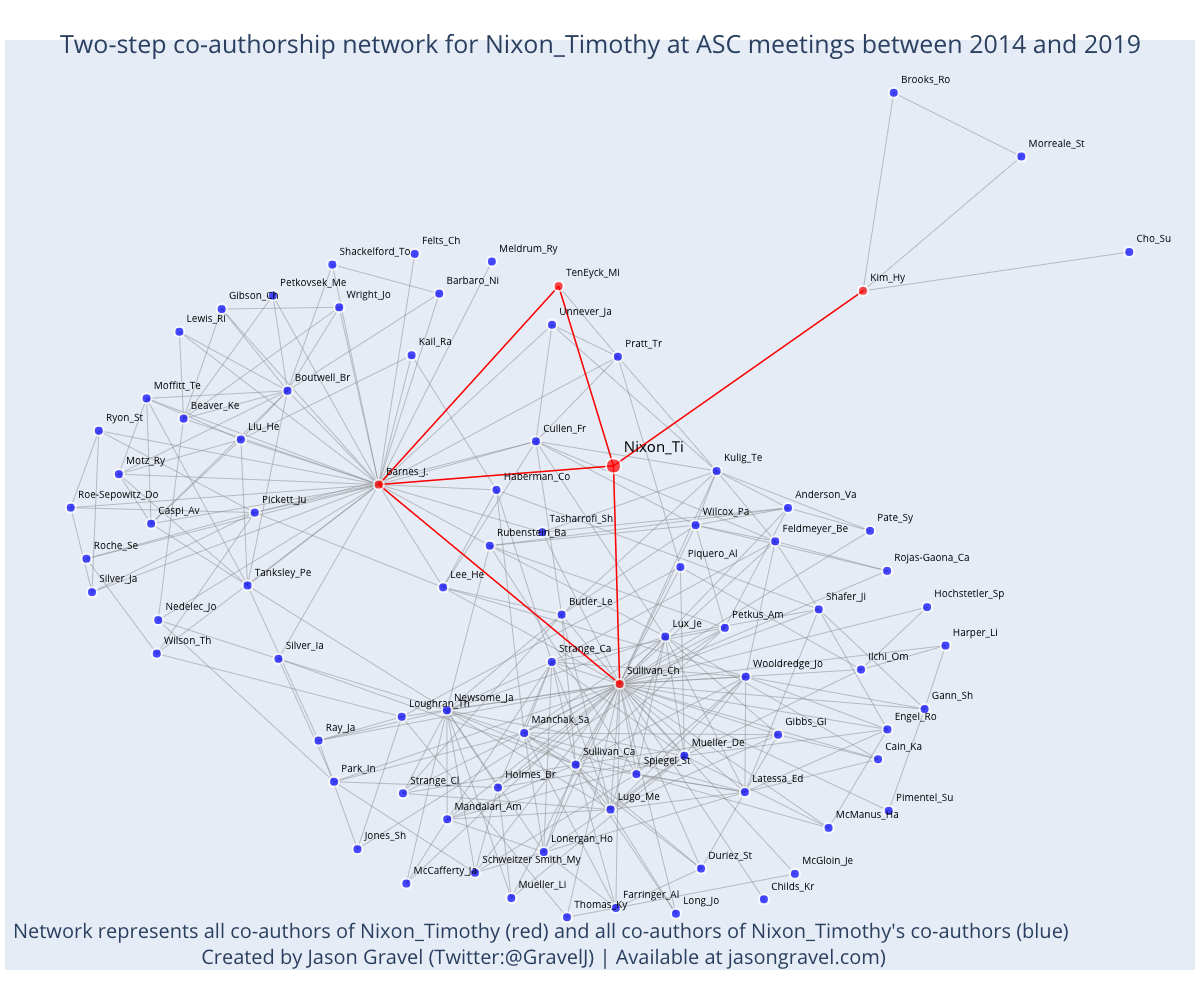 Two-step co-authorship network for Nixon_Timothy at ASC meetings between 2014 and 2019
Brooks_Ro
Morreale_St
Cho_Su
Kim_Hy
Felts_Ch
Shackelford_To
Meldrum_Ry
TenEyck_Mi
Petkovsek_Me
Barbaro_Ni
Gibson_Ch
Wright_Jo
Unnever_Ja
Lewis_Ri
Kail_Ra
Pratt_Tr
Boutwell_Br
Moffitt_Te
Beaver_Ke
Ryon_St
Liu_He
Cullen_Fr
Nixon_Ti
Motz_Ry
Barnes_J.
Haberman_Co
Kulig_Te
Roe-Sepowitz_Do
Caspi_Av
Pickett_Ju
Anderson_Va
Tasharrofi_Sh
Wilcox_Pa
Pate_Sy
Rubenstein_Ba
Feldmeyer_Be
Roche_Se
Piquero_Al
Rojas-Gaona_Ca
Silver_Ja
Tanksley_Pe
Lee_He
Nedelec_Jo
Butler_Le
Petkus_Am
Shafer_Ji
Hochstetler_Sp
Lux_Je
Wilson_Th
Silver_Ia
Strange_Ca
Harper_Li
Sullivan_Ch
Wooldredge_Jo
Ilchi_Om
Loughran_Th
Newsome_Ja
Gann_Sh
Ray_Ja
Manchak_Sa
Gibbs_Gl
Engel_Ro
Sullivan_Ca
Mueller_De
Cain_Ka
Park_In
Strange_Cl
Holmes_Br
Spiegel_St
Latessa_Ed
Mandalari_Am
Lugo_Me
Pimentel_Su
McManus_Ha
Jones_Sh
Lonergan_Ho
McCafferty_Ja
Schweitzer Smith_My
Duriez_St
McGloin_Je
Mueller_Li
Childs_Kr
Thomas_Ky
Farringer_Al
Long_Jo
Network represents all co-authors of Nixon_Timothy (red) and all co-authors of Nixon_Timothy's co-authors (blue)
Created by Jason Gravel (Twitter:@GravelJ) | Available at jasongravel.com)